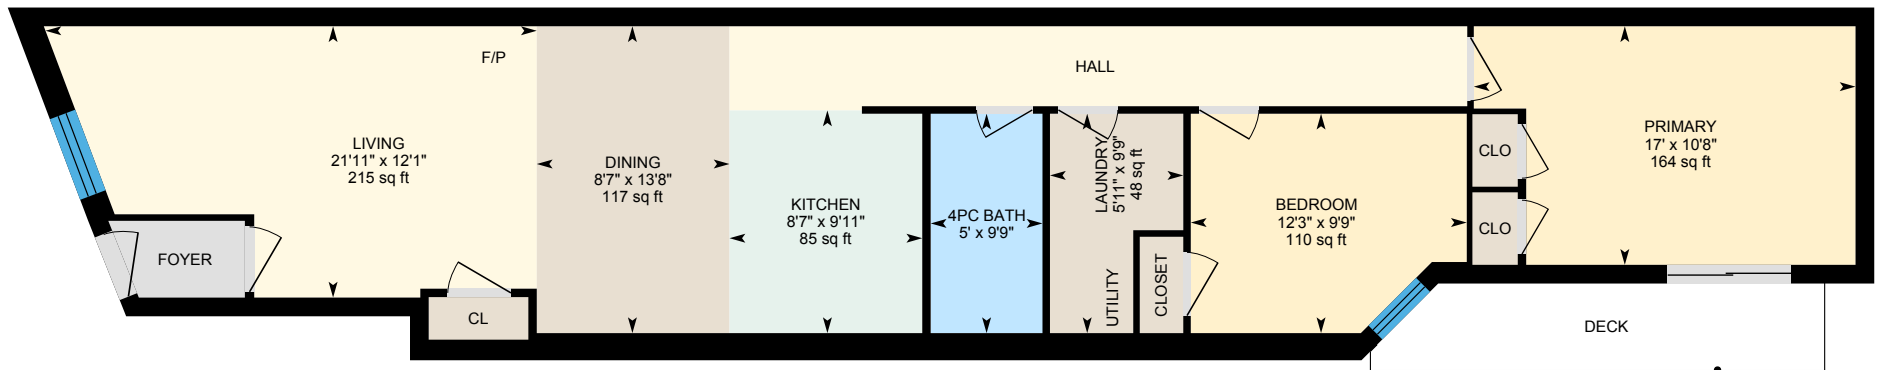 F/P
HALL
LIVING
21'11" x 12'1"
215 sq ft
DINING
8'7" x 13'8"
117 sq ft
KITCHEN
8'7" x 9'11"
85 sq ft
4PC BATH
5' x 9'9"
LAUNDRY
5'11" x 9'9"
48 sq ft
UTILITY
CLOSET
BEDROOM
12'3" x 9'9"
110 sq ft
CLO
CLO
PRIMARY
17' x 10'8"
164 sq ft
FOYER
CL
DECK